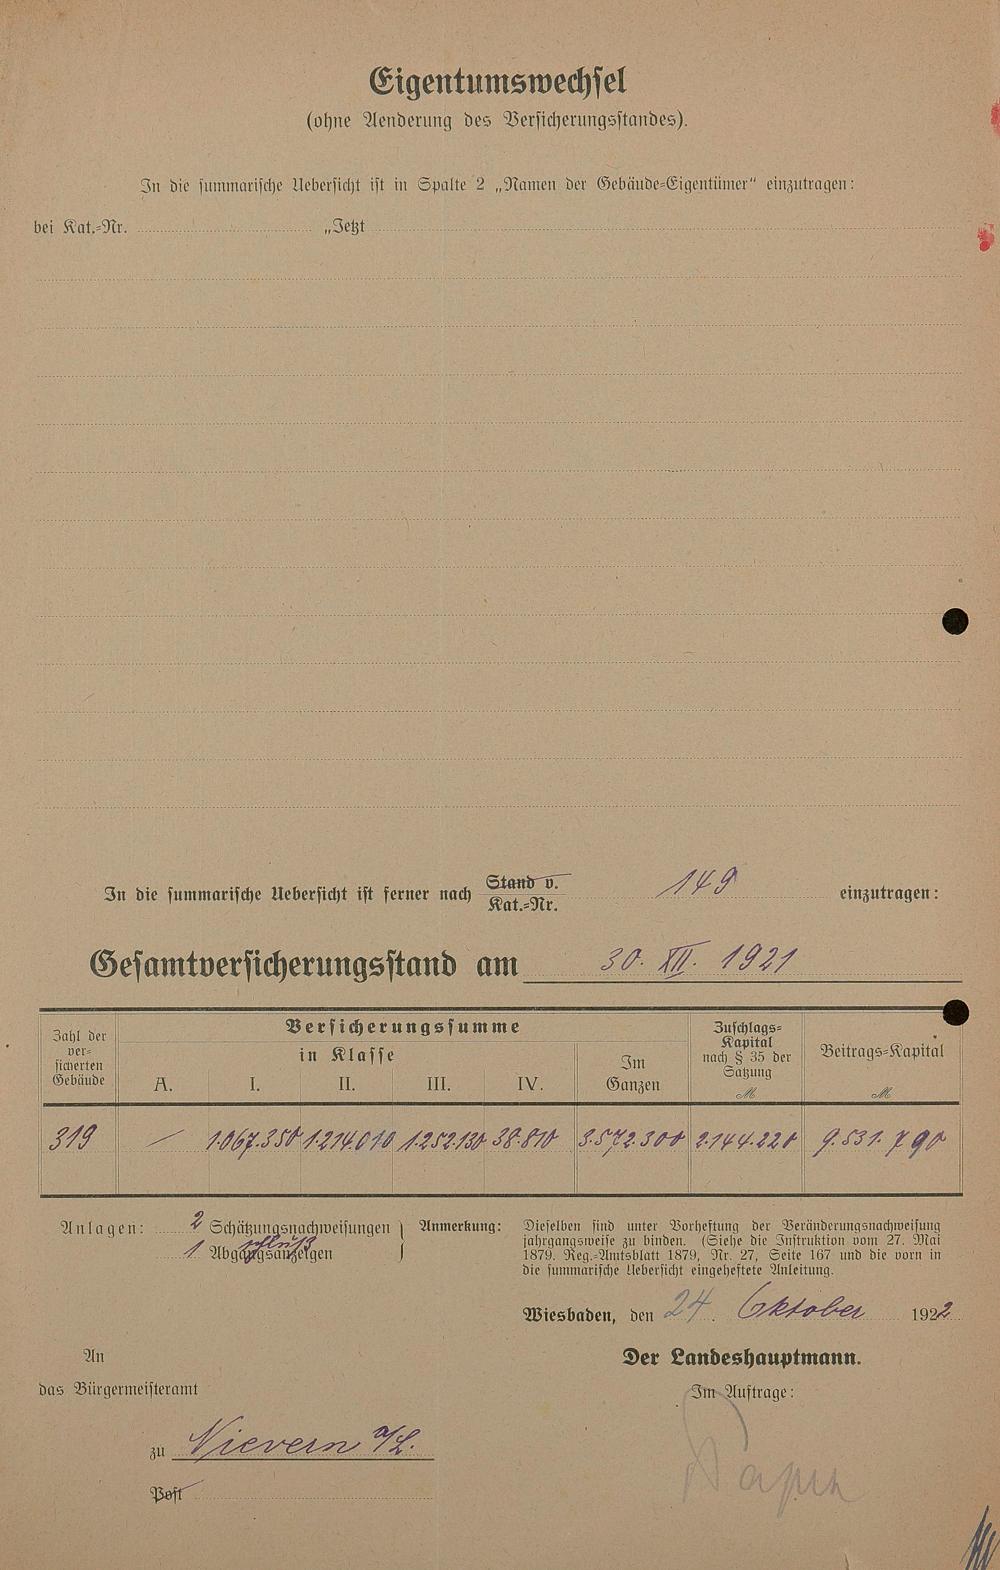 Eigentumswechsel
(ohne Aenderung des Versicherungsstandes).
In die summarische Uebersicht ist in Spalte 2 „Namen der Gebäude-Eigentümer“ einzutragen:
bei Kat.-Nr. „Jetzt
In die summarische Uebersicht ist ferner nach Stand v. Kat.-Nr. 149 einzutragen:
Gesamtversicherungsstand am 30. XII. 1921
Zahl der versicherten Gebäude
Versicherungssumme
in Klasse
A. I. II. III. IV.
Im Ganzen
Zuschlags-Kapital nach § 35 der Satzung
ℳ
Beitrags-Kapital
ℳ
319 — 1.067.350 1.214.010 1.252.130 38.810 3.572.300 2.144.220 9.531.790
Anlagen: 2 Schätzungsnachweisungen
1 Abgangsanzeigen
Anmerkung: Dieselben sind unter Vorheftung der Veränderungsnachweisung
jahrgangsweise zu binden. (Siehe die Instruktion vom 27. Mai
1879. Reg.-Amtsblatt 1879, Nr. 27, Seite 167 und die vorn in
die summarische Uebersicht eingeheftete Anleitung.
Wiesbaden, den 24. Oktober 1922
Der Landeshauptmann.
Im Auftrage:
An
das Bürgermeisteramt
zu Nievern a/L.
Post